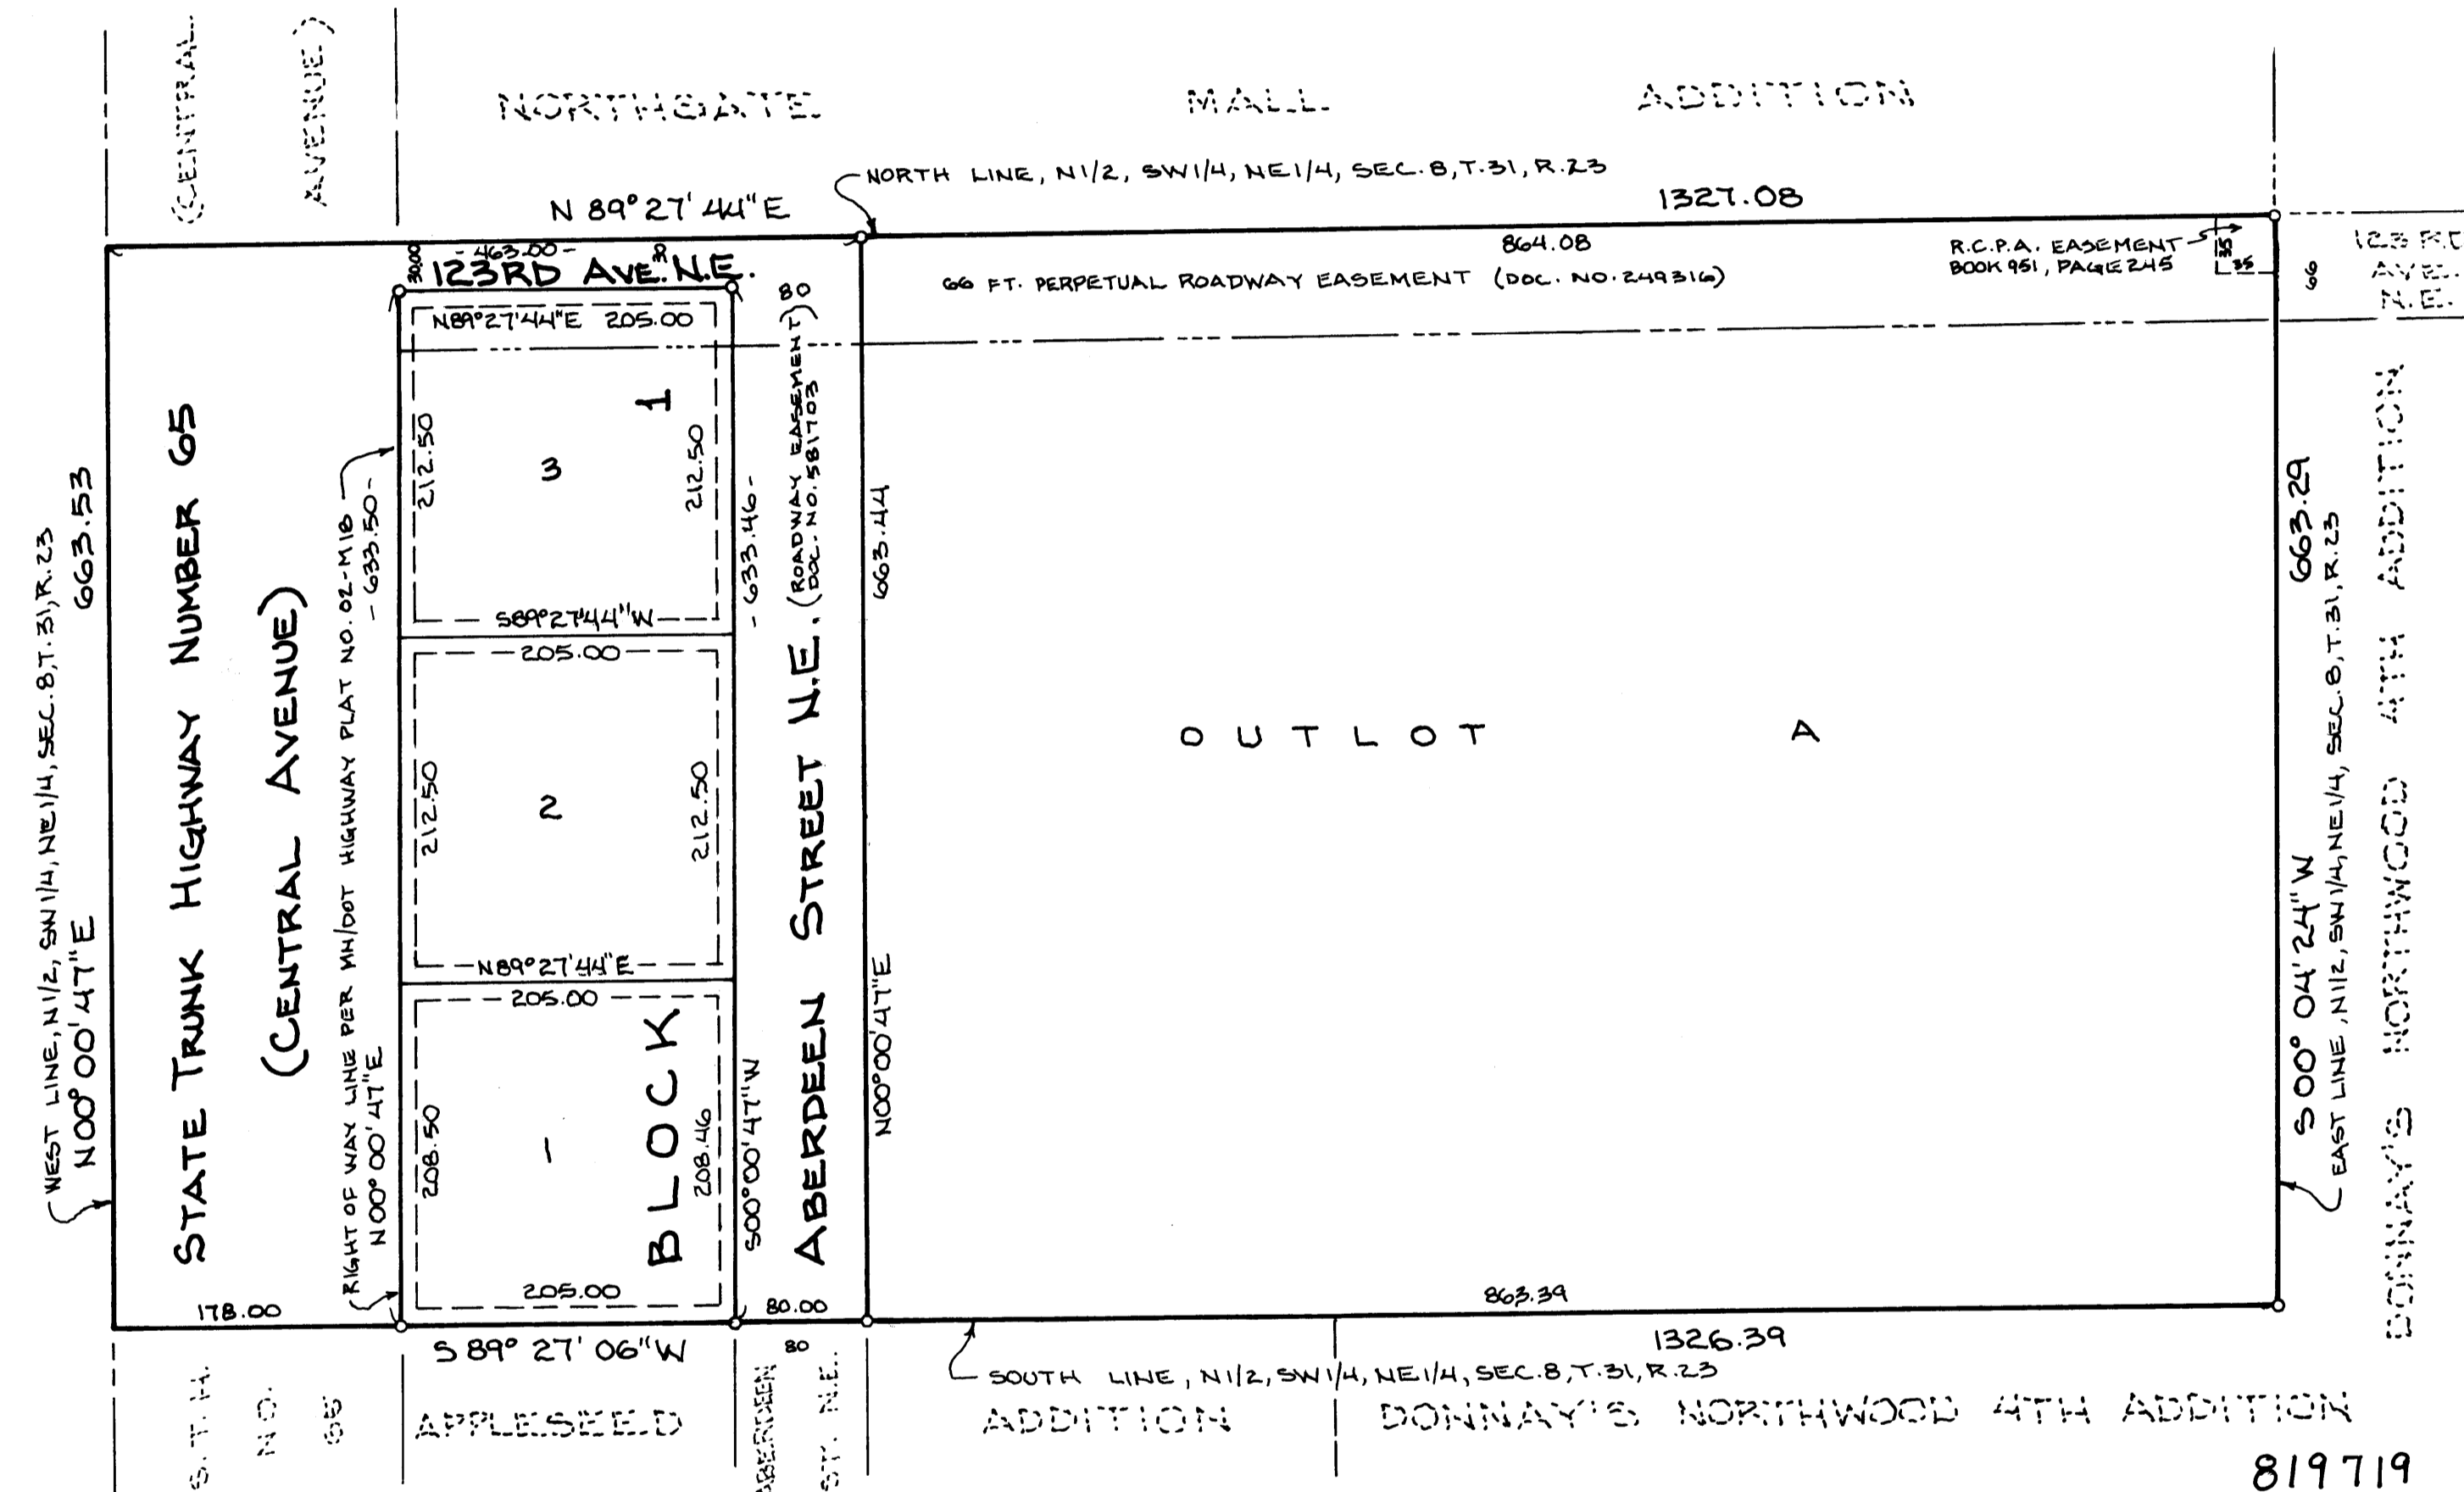 (CENTRAL
AVENUE)
NORTHGATE MALL ADDITION
NORTH LINE, N1/2, SW1/4, NE1/4, SEC. 8, T.31, R.23
N 89° 27' 44" E
1327.08
- 463.00 -
30.00
123RD AVE. N.E.
864.08
R.C.P.A. EASEMENT
BOOK 951, PAGE 245
35
35
66
123RD
AVE.
N.E.
66 FT. PERPETUAL ROADWAY EASEMENT (DOC. NO. 249316)
80
N89°27'44"E 205.00
WEST LINE, N1/2, SW1/4, NE1/4, SEC. 8, T.31, R.23
N00°00'47"E
663.53
STATE TRUNK HIGHWAY NUMBER 65
(CENTRAL AVENUE)
RIGHT OF WAY LINE PER MN/DOT HIGHWAY PLAT NO. 02-M1B
N00°00'47"E
- 633.50 -
212.50
3
1
212.50
S89°27'44"W
205.00
212.50
2
212.50
N89°27'44"E
205.00
208.50
1
BLOCK
208.46
205.00
S00°00'47"W
- 633.46 -
ABERDEEN STREET N.E.
(ROADWAY EASEMENT)
(DOC. NO. 581703
N00°00'47"E
663.44
OUTLOT A
S 00° 04' 24" W
663.29
EAST LINE, N1/2, SW1/4, NE1/4, SEC. 8, T.31, R.23
DONNAY'S NORTHWOOD 4TH ADDITION
178.00
80.00
863.39
S 89° 27' 06" W
80
1326.39
SOUTH LINE, N1/2, SW1/4, NE1/4, SEC. 8, T.31, R.23
S.T.H.
NO.
65
APPLESEED
ABERDEEN
ST. N.E.
ADDITION
DONNAY'S NORTHWOOD 4TH ADDITION
819719